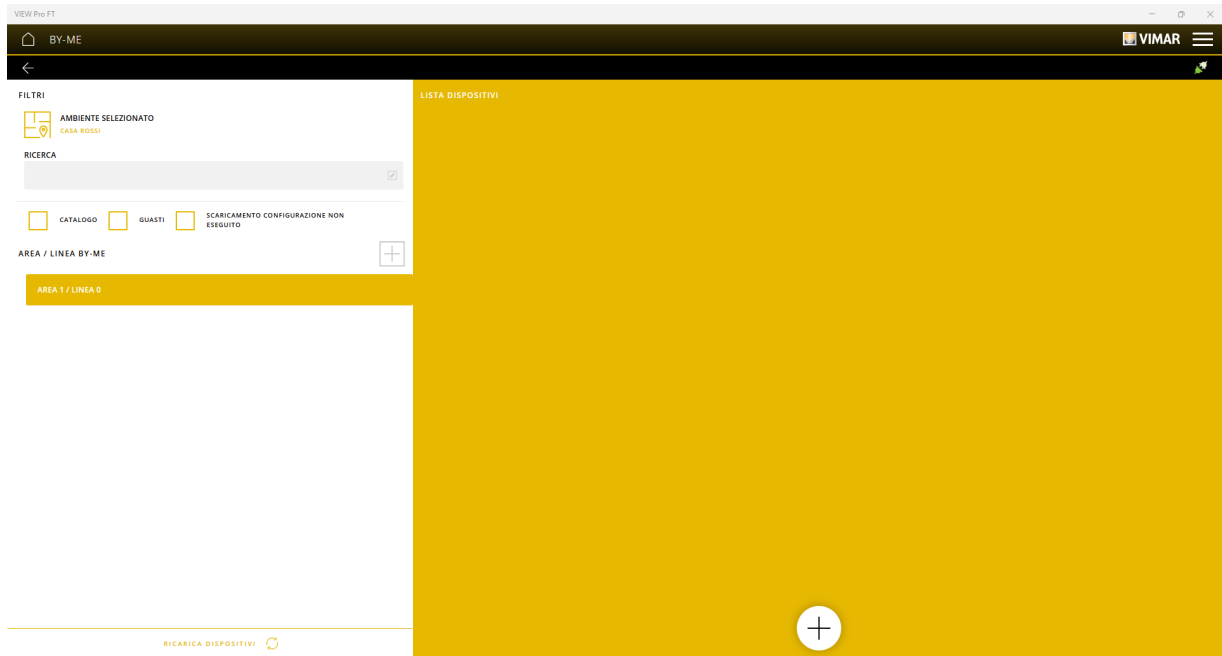 VIEW Pro FT
BY-ME
VIMAR
FILTRI
AMBIENTE SELEZIONATO
CASA ROSSI
RICERCA
CATALOGO
GUASTI
SCARICAMENTO CONFIGURAZIONE NON
ESEGUITO
AREA / LINEA BY-ME
AREA 1 / LINEA 0
RICARICA DISPOSITIVI
LISTA DISPOSITIVI